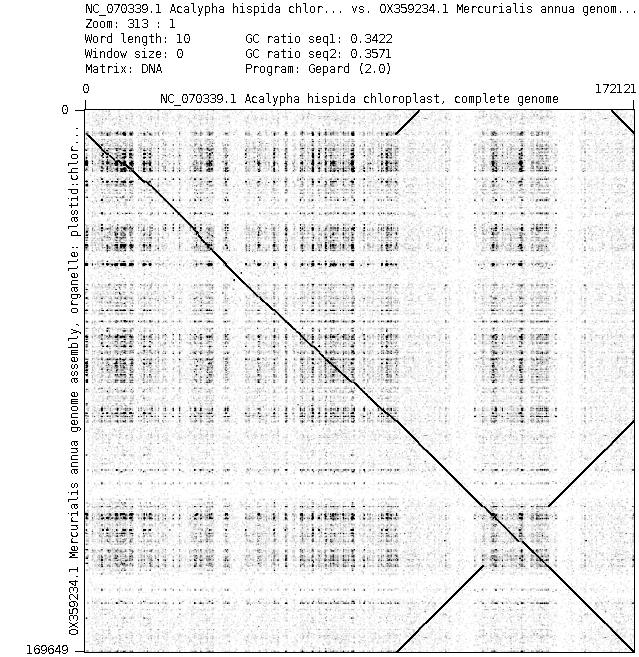 NC_070339.1 Acalypha hispida chlor... vs. OX359234.1 Mercurialis annua genom...
Zoom: 313 : 1
Word length: 10 GC ratio seq1: 0.3422
Window size: 0 GC ratio seq2: 0.3571
Matrix: DNA Program: Gepard (2.0)
0 172121
NC_070339.1 Acalypha hispida chloroplast, complete genome
0
OX359234.1 Mercurialis annua genome assembly, organelle: plastid:chlor...
169649